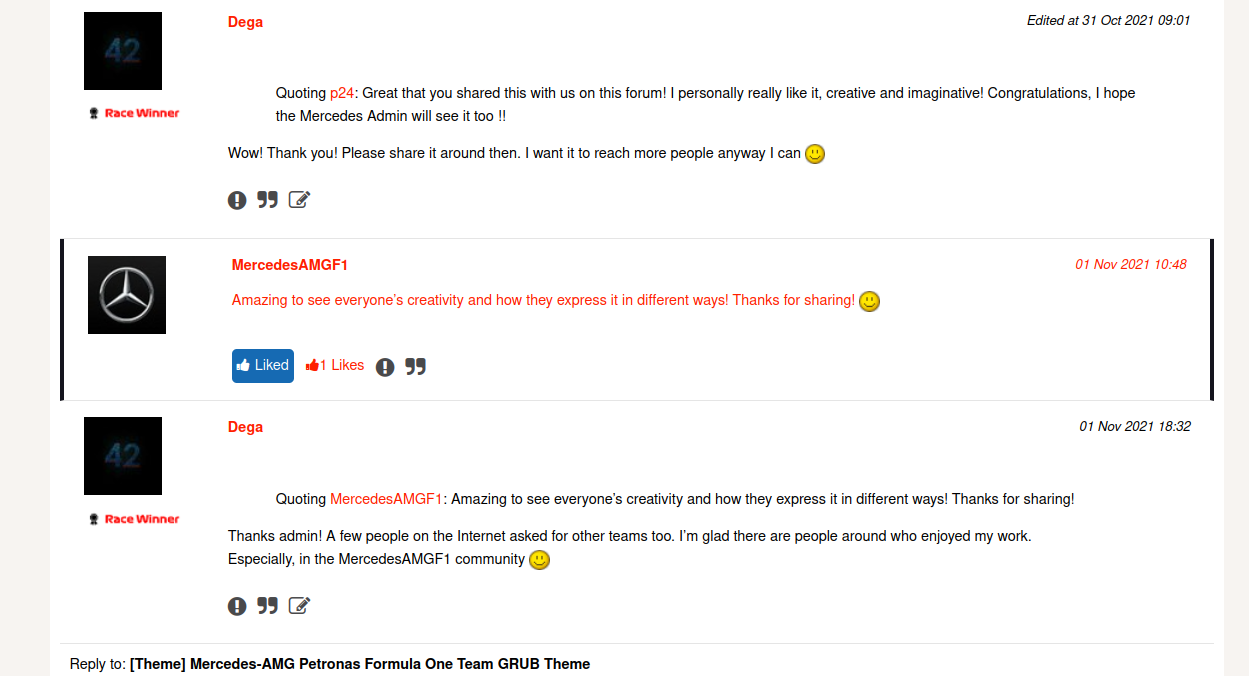 Dega
Edited at 31 Oct 2021 09:01
42
Race Winner
Quoting p24: Great that you shared this with us on this forum! I personally really like it, creative and imaginative! Congratulations, I hope
the Mercedes Admin will see it too !!
Wow! Thank you! Please share it around then. I want it to reach more people anyway I can
MercedesAMGF1
01 Nov 2021 10:48
Amazing to see everyone’s creativity and how they express it in different ways! Thanks for sharing!
Liked
1 Likes
Dega
01 Nov 2021 18:32
42
Race Winner
Quoting MercedesAMGF1: Amazing to see everyone’s creativity and how they express it in different ways! Thanks for sharing!
Thanks admin! A few people on the Internet asked for other teams too. I’m glad there are people around who enjoyed my work.
Especially, in the MercedesAMGF1 community
Reply to: [Theme] Mercedes-AMG Petronas Formula One Team GRUB Theme